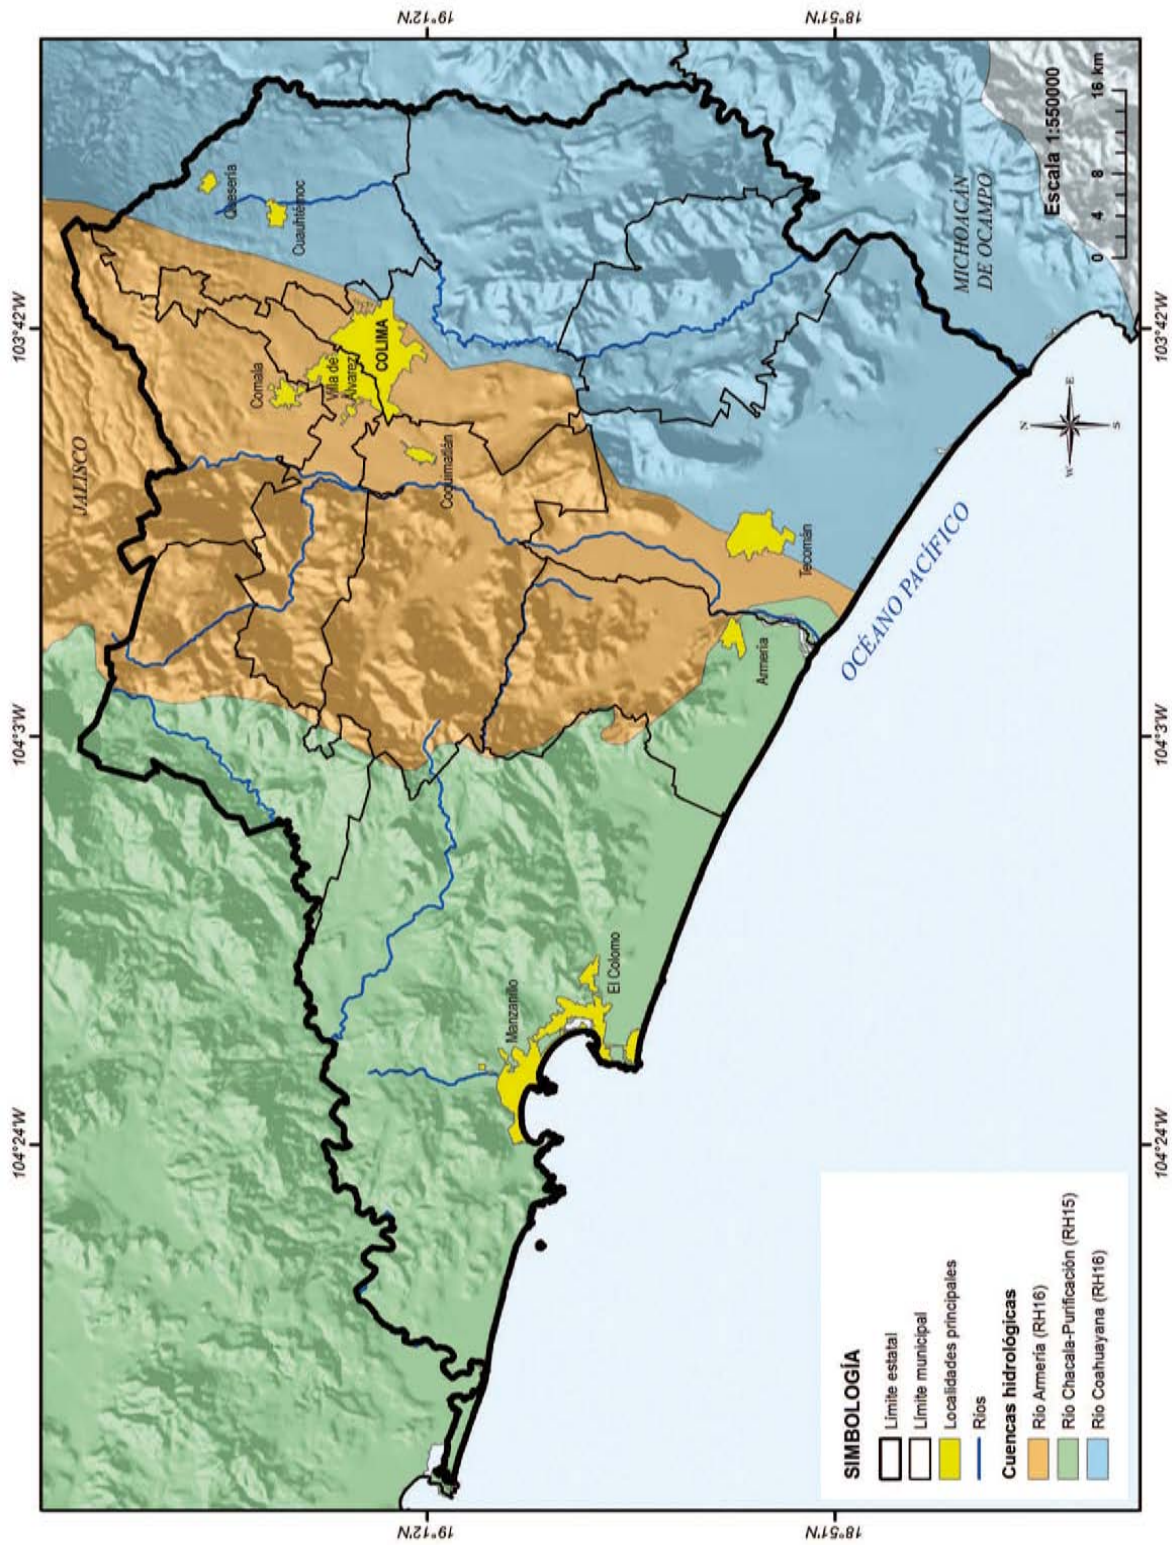 104°24'W
104°3'W
103°42'W
19°12'N
18°51'N
19°12'N
18°51'N
104°24'W
104°3'W
103°42'W
JALISCO
Quesería
Cuauhtémoc
Comala
Villa de
Álvarez
COLIMA
Coquimatlán
Manzanillo
El Colomo
Armería
Tecomán
MICHOACÁN
DE OCAMPO
OCÉANO PACÍFICO
N
W
E
S
Escala 1:550000
0 4 8 16 km
SIMBOLOGÍA
Límite estatal
Límite municipal
Localidades principales
Ríos
Cuencas hidrológicas
Río Armería (RH16)
Río Chacala-Purificación (RH15)
Río Coahuayana (RH16)